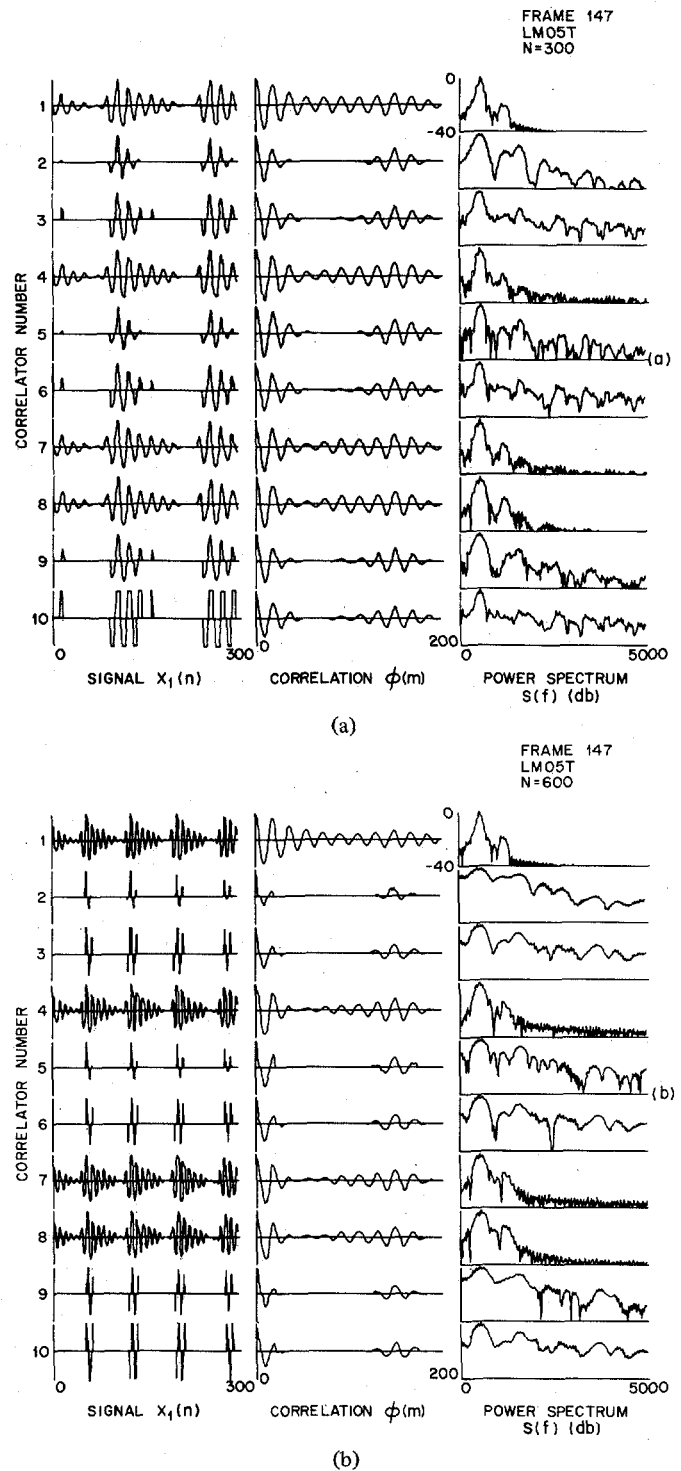 FRAME 147
LM05T
N=300
0
-40
1
2
3
4
5
6
7
8
9
10
CORRELATOR NUMBER
(a)
0 300 0 200 0 5000
SIGNAL X₁(n) CORRELATION ϕ(m) POWER SPECTRUM
S(f) (db)
(a)
FRAME 147
LM05T
N=600
0
-40
1
2
3
4
5
6
7
8
9
10
CORRELATOR NUMBER
(b)
0 300 0 200 0 5000
SIGNAL X₁(n) CORRELATION ϕ(m) POWER SPECTRUM
S(f) (db)
(b)